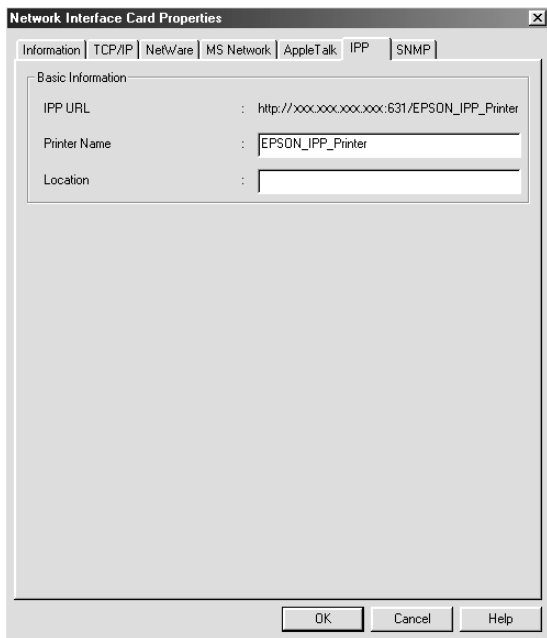 Network Interface Card Properties
Information TCP/IP NetWare MS Network AppleTalk IPP SNMP
Basic Information
IPP URL : http://xxx.xxx.xxx.xxx:631/EPSON_IPP_Printer
Printer Name : EPSON_IPP_Printer
Location :
OK Cancel Help